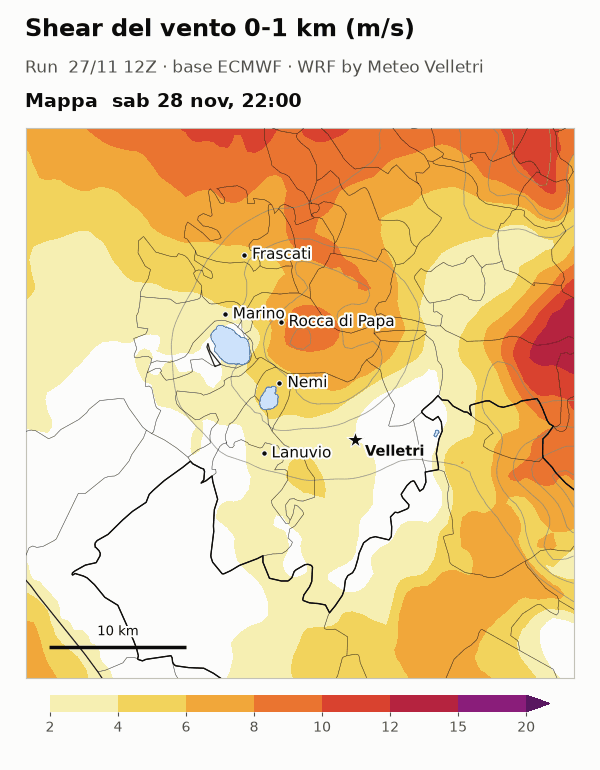 Shear del vento 0-1 km (m/s)
Run  27/11 12Z · base ECMWF · WRF by Meteo Velletri
Mappa  sab 28 nov, 22:00
Frascati
Marino
Rocca di Papa
Nemi
Velletri
Lanuvio
10 km
2 4 6 8 10 12 15 20